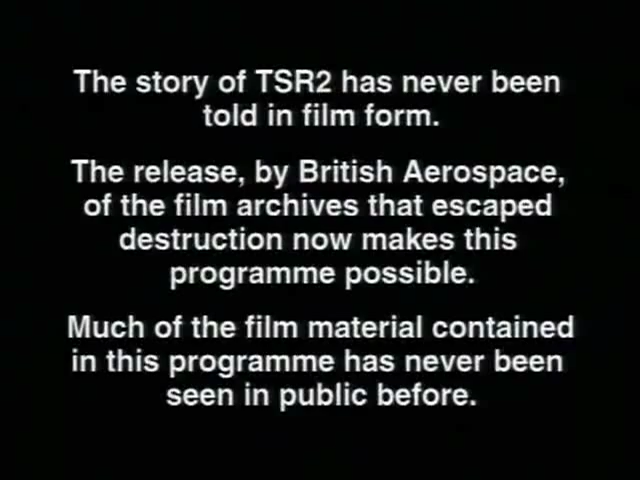 The story of TSR2 has never been
told in film form.
The release, by British Aerospace,
of the film archives that escaped
destruction now makes this
programme possible.
Much of the film material contained
in this programme has never been
seen in public before.